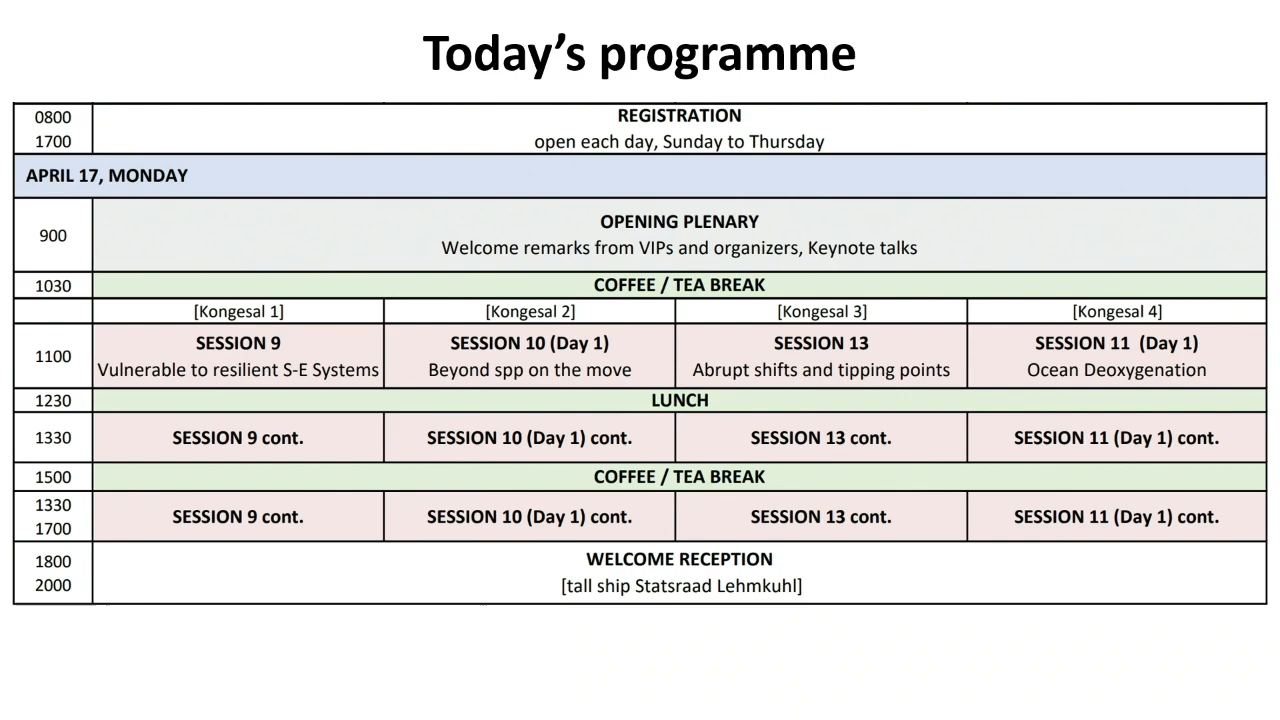 Today's programme
0800 REGISTRATION
1700 open each day, Sunday to Thursday
APRIL 17, MONDAY
900 OPENING PLENARY
Welcome remarks from VIPs and organizers, Keynote talks
1030 COFFEE / TEA BREAK
[Kongesal 1] [Kongesal 2] [Kongesal 3] [Kongesal 4]
1100 SESSION 9 SESSION 10 (Day 1) SESSION 13 SESSION 11 (Day 1)
Vulnerable to resilient S-E Systems Beyond spp on the move Abrupt shifts and tipping points Ocean Deoxygenation
1230 LUNCH
1330 SESSION 9 cont. SESSION 10 (Day 1) cont. SESSION 13 cont. SESSION 11 (Day 1) cont.
1500 COFFEE / TEA BREAK
1330
1700 SESSION 9 cont. SESSION 10 (Day 1) cont. SESSION 13 cont. SESSION 11 (Day 1) cont.
1800 WELCOME RECEPTION
2000 [tall ship Statsraad Lehmkuhl]